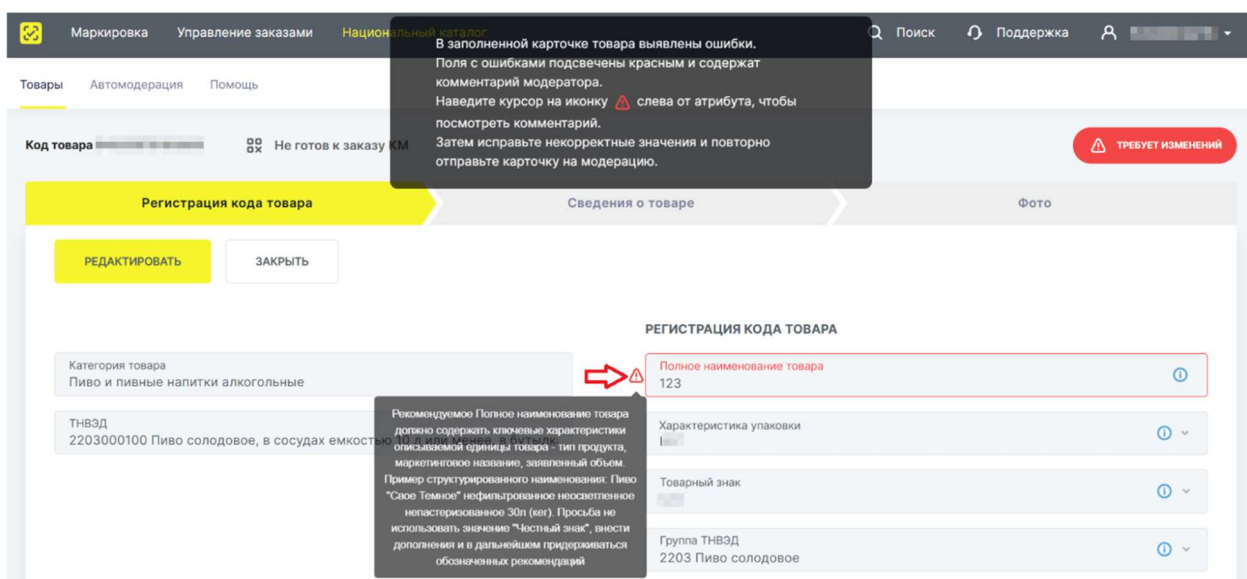 Маркировка Управление заказами Национальный каталог Поиск Поддержка
В заполненной карточке товара выявлены ошибки.
Поля с ошибками подсвечены красным и содержат
комментарий модератора.
Наведите курсор на иконку слева от атрибута, чтобы
посмотреть комментарий.
Затем исправьте некорректные значения и повторно
отправьте карточку на модерацию.
Товары Автомодерация Помощь
Код товара Не готов к заказу КМ ТРЕБУЕТ ИЗМЕНЕНИЙ
Регистрация кода товара Сведения о товаре Фото
РЕДАКТИРОВАТЬ ЗАКРЫТЬ
РЕГИСТРАЦИЯ КОДА ТОВАРА
Категория товара
Пиво и пивные напитки алкогольные
ТНВЭД
2203000100 Пиво солодовое, в сосудах емкостью 10 л или менее, в бутылк
Полное наименование товара
123
Рекомендуемое Полное наименование товара
должно содержать ключевые характеристики
описываемой единицы товара - тип продукта,
маркетинговое название, заявленный объем.
Пример структурированного наименования: Пиво
"Свое Темное" нефильтрованное неосветленное
непастеризованное 30л (кег). Просьба не
использовать значение "Честный знак", внести
дополнения и в дальнейшем придерживаться
обозначенных рекомендаций
Характеристика упаковки
Товарный знак
Группа ТНВЭД
2203 Пиво солодовое